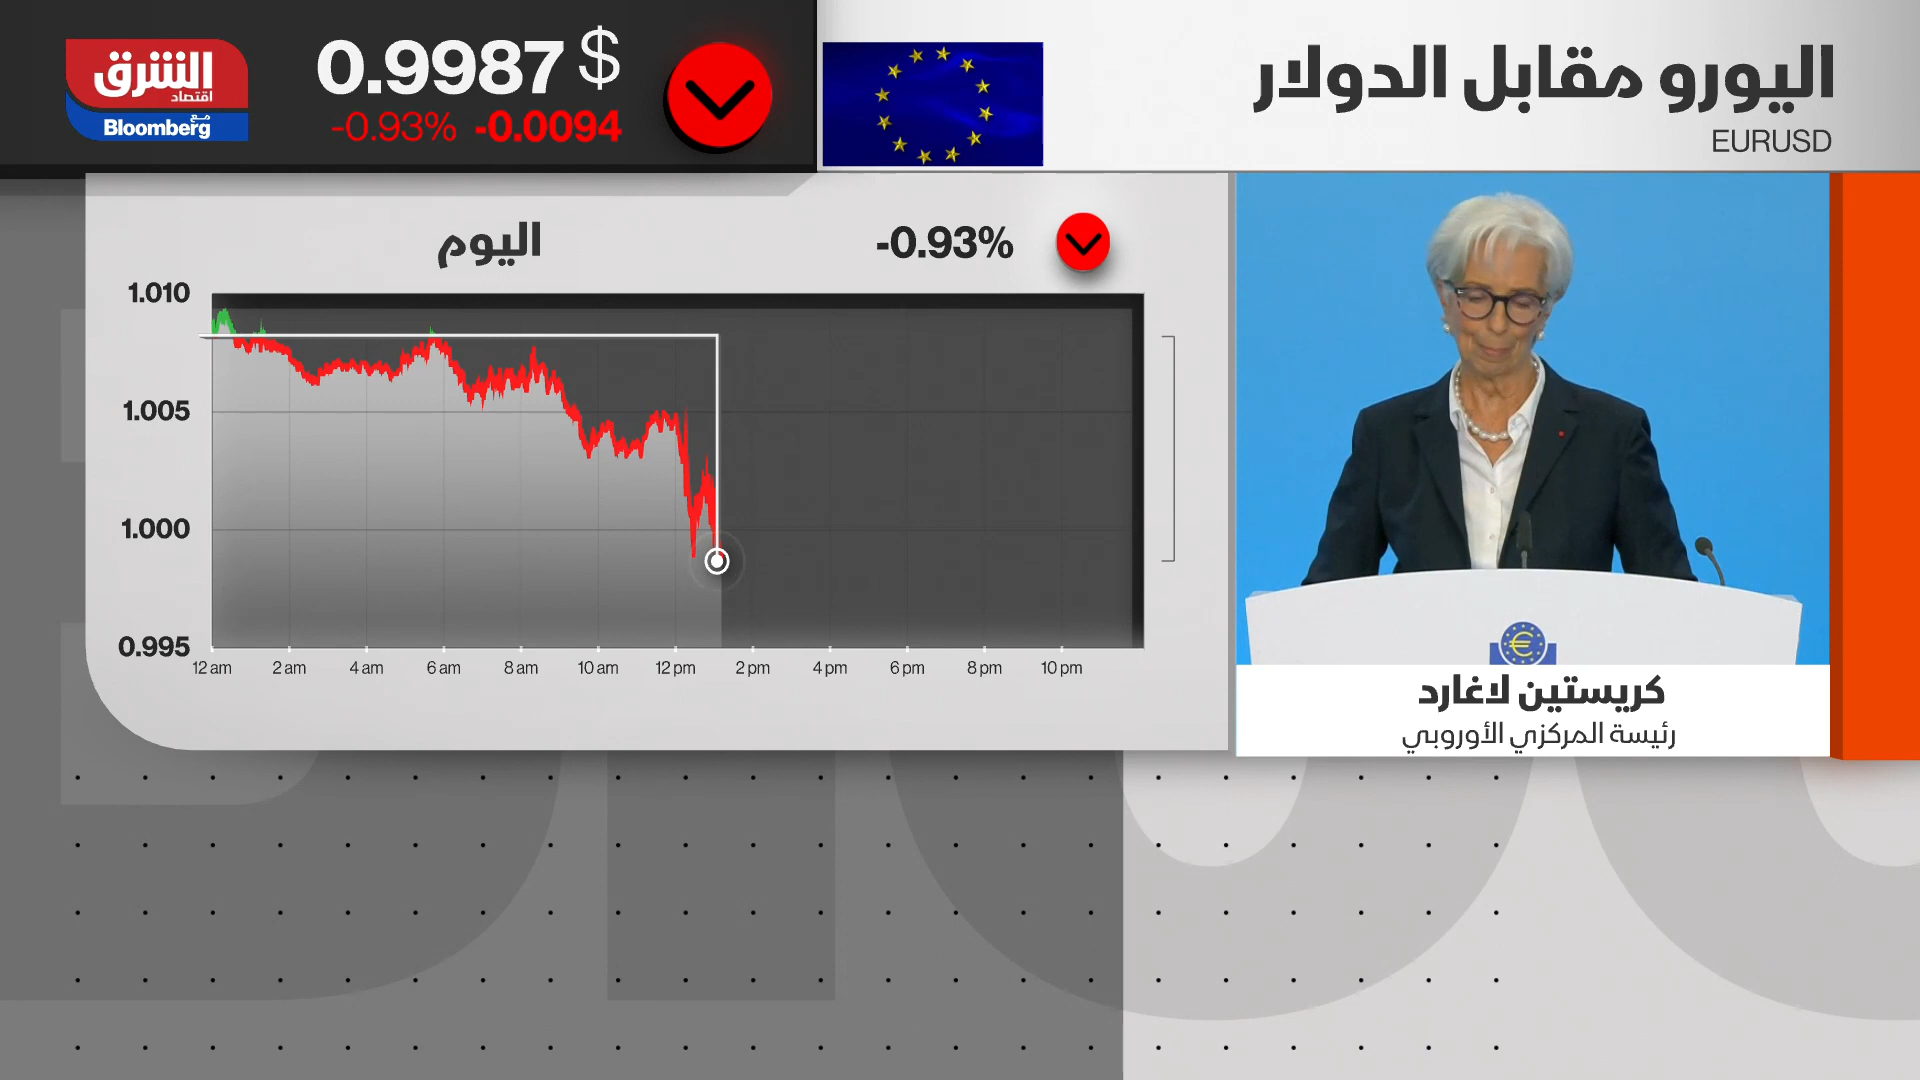 الشرق
اقتصاد
مع
Bloomberg
0.9987 $
-0.93% -0.0094
اليورو مقابل الدولار
EURUSD
اليوم
-0.93%
1.010
1.005
1.000
0.995
12 am 2 am 4 am 6 am 8 am 10 am 12 pm 2 pm 4 pm 6 pm 8 pm 10 pm
€
كريستين لاغارد
رئيسة المركزي الأوروبي